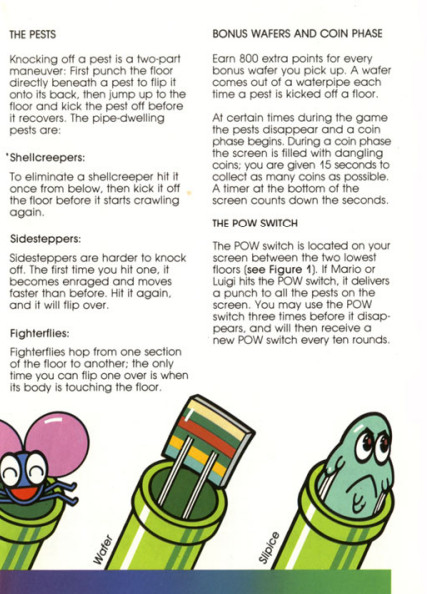 THE PESTS
Knocking off a pest is a two-part
maneuver: First punch the floor
directly beneath a pest to flip it
onto its back, then jump up to the
floor and kick the pest off before
it recovers. The pipe-dwelling
pests are:
*Shellcreepers:
To eliminate a shellcreeper hit it
once from below, then kick it off
the floor before it starts crawling
again.
Sidesteppers:
Sidesteppers are harder to knock
off. The first time you hit one, it
becomes enraged and moves
faster than before. Hit it again,
and it will flip over.
Fighterflies:
Fighterflies hop from one section
of the floor to another; the only
time you can flip one over is when
its body is touching the floor.
BONUS WAFERS AND COIN PHASE
Earn 800 extra points for every
bonus wafer you pick up. A wafer
comes out of a waterpipe each
time a pest is kicked off a floor.
At certain times during the game
the pests disappear and a coin
phase begins. During a coin phase
the screen is filled with dangling
coins; you are given 15 seconds to
collect as many coins as possible.
A timer at the bottom of the
screen counts down the seconds.
THE POW SWITCH
The POW switch is located on your
screen between the two lowest
floors (see Figure 1). If Mario or
Luigi hits the POW switch, it delivers
a punch to all the pests on the
screen. You may use the POW
switch three times before it disap-
pears, and will then receive a
new POW switch every ten rounds.
Wafer
Slipice